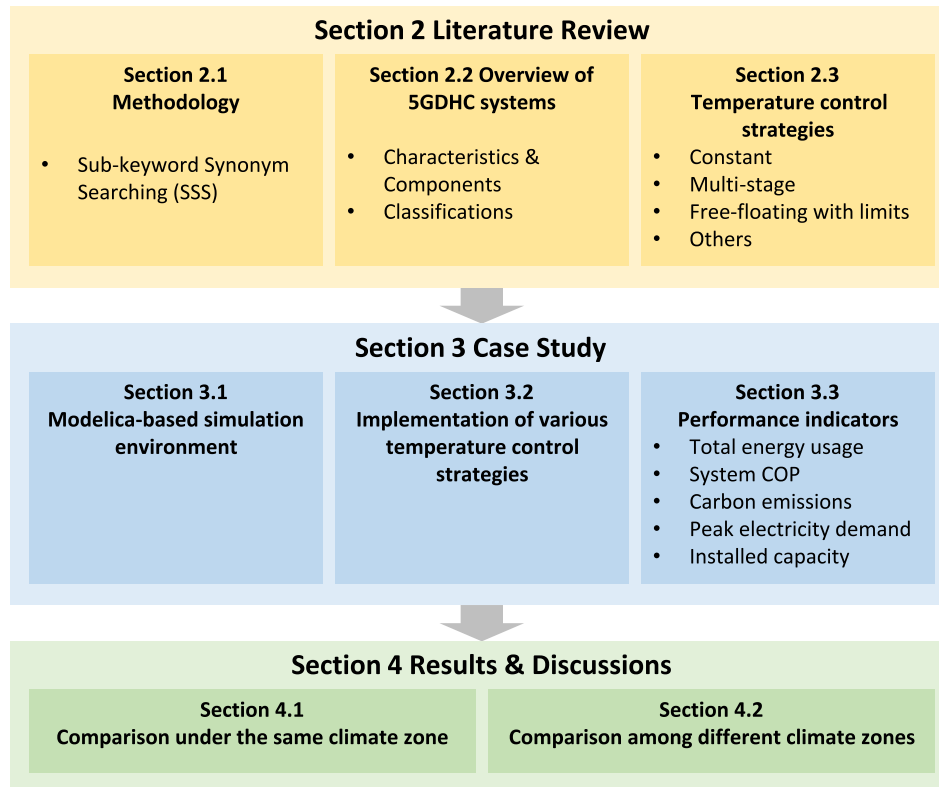 Section 2 Literature Review
Section 2.1
Methodology
• Sub-keyword Synonym
Searching (SSS)
Section 2.2 Overview of
5GDHC systems
• Characteristics &
Components
• Classifications
Section 2.3
Temperature control
strategies
• Constant
• Multi-stage
• Free-floating with limits
• Others
Section 3 Case Study
Section 3.1
Modelica-based simulation
environment
Section 3.2
Implementation of various
temperature control
strategies
Section 3.3
Performance indicators
• Total energy usage
• System COP
• Carbon emissions
• Peak electricity demand
• Installed capacity
Section 4 Results & Discussions
Section 4.1
Comparison under the same climate zone
Section 4.2
Comparison among different climate zones